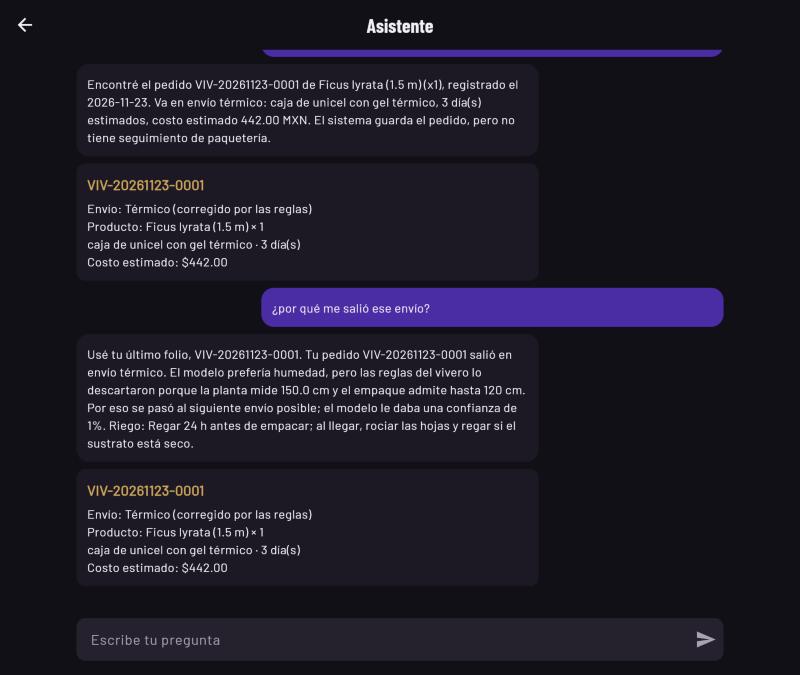 Asistente
Encontré el pedido VIV-20261123-0001 de Ficus lyrata (1.5 m) (x1), registrado el
2026-11-23. Va en envío térmico: caja de unicel con gel térmico, 3 día(s)
estimados, costo estimado 442.00 MXN. El sistema guarda el pedido, pero no
tiene seguimiento de paquetería.
VIV-20261123-0001
Envío: Térmico (corregido por las reglas)
Producto: Ficus lyrata (1.5 m) × 1
caja de unicel con gel térmico · 3 día(s)
Costo estimado: $442.00
¿por qué me salió ese envío?
Usé tu último folio, VIV-20261123-0001. Tu pedido VIV-20261123-0001 salió en
envío térmico. El modelo prefería humedad, pero las reglas del vivero lo
descartaron porque la planta mide 150.0 cm y el empaque admite hasta 120 cm.
Por eso se pasó al siguiente envío posible; el modelo le daba una confianza de
1%. Riego: Regar 24 h antes de empacar; al llegar, rociar las hojas y regar si el
sustrato está seco.
VIV-20261123-0001
Envío: Térmico (corregido por las reglas)
Producto: Ficus lyrata (1.5 m) × 1
caja de unicel con gel térmico · 3 día(s)
Costo estimado: $442.00
Escribe tu pregunta